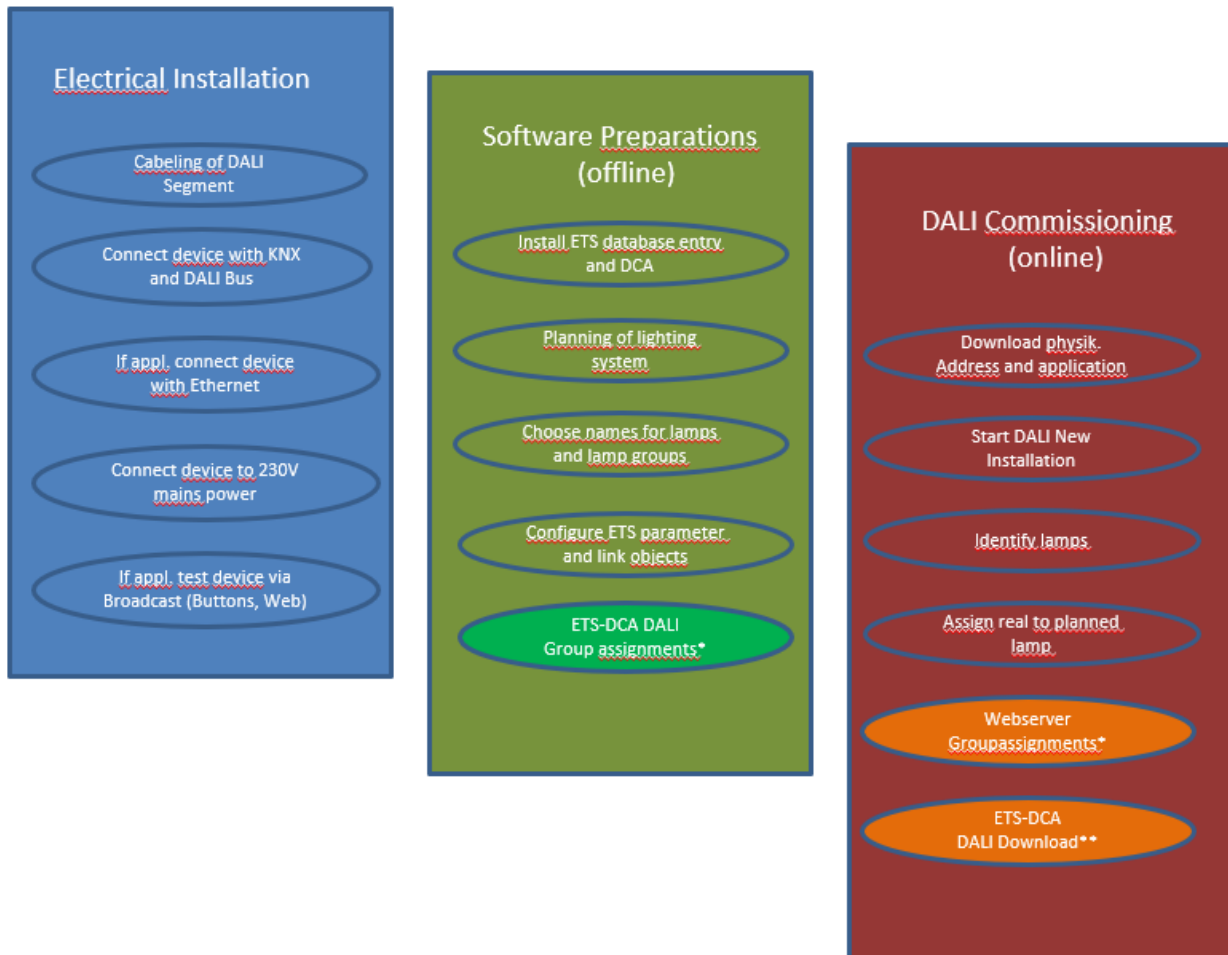 Electrical Installation
Cabeling of DALI
Segment
Connect device with KNX
and DALI Bus
If appl. connect device
with Ethernet
Connect device to 230V
mains power
If appl. test device via
Broadcast (Buttons, Web)
Software Preparations
(offline)
Install ETS database entry
and DCA
Planning of lighting
system
Choose names for lamps
and lamp groups
Configure ETS parameter
and link objects
ETS-DCA DALI
Group assignments*
DALI Commissioning
(online)
Download physik.
Address and application
Start DALI New
Installation
Identify lamps
Assign real to planned
lamp
Webserver
Groupassignments*
ETS-DCA
DALI Download**